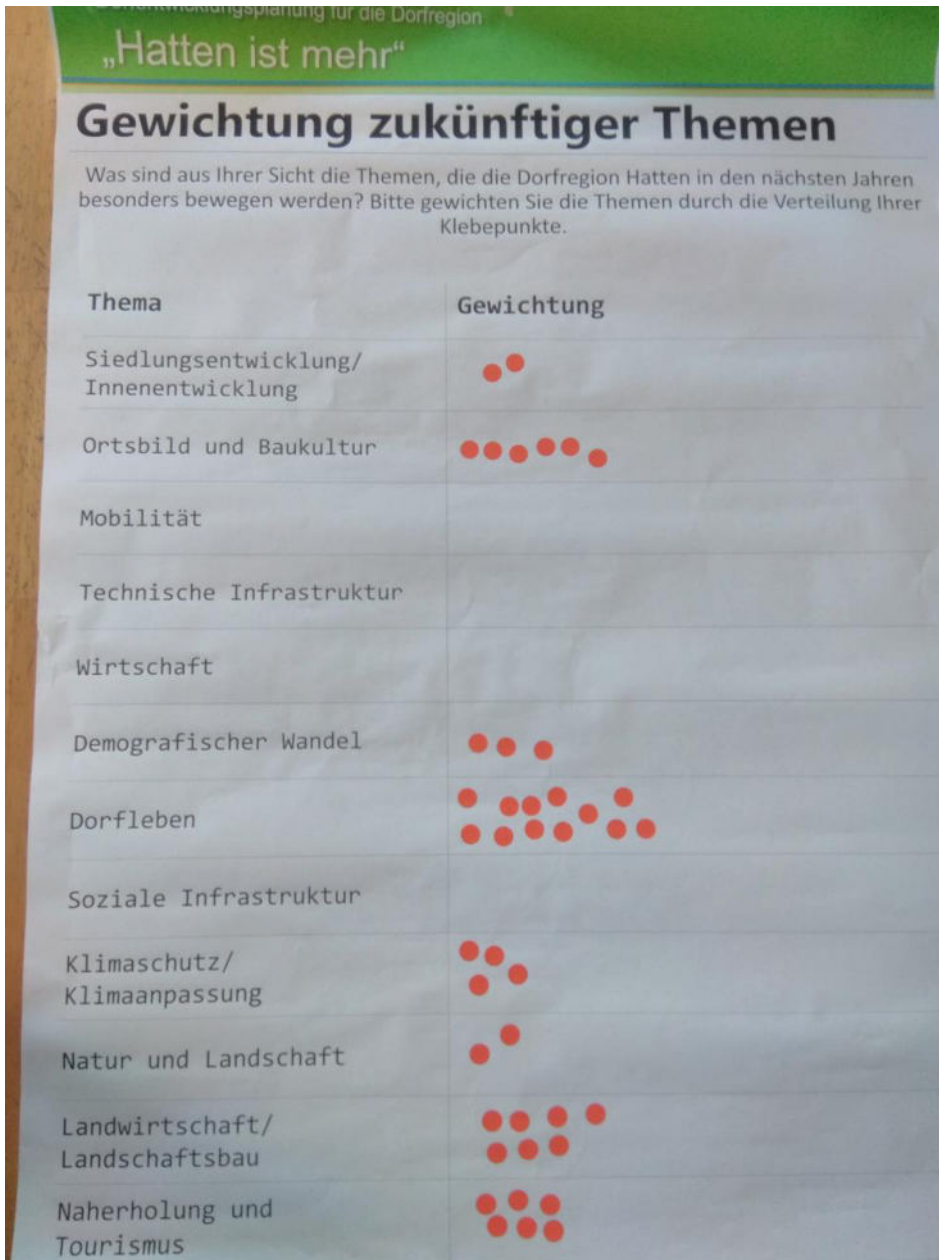 für die Dorfregion
„Hatten ist mehr“
Gewichtung zukünftiger Themen
Was sind aus Ihrer Sicht die Themen, die die Dorfregion Hatten in den nächsten Jahren
besonders bewegen werden? Bitte gewichten Sie die Themen durch die Verteilung Ihrer
Klebepunkte.
Thema Gewichtung
Siedlungsentwicklung/
Innenentwicklung
Ortsbild und Baukultur
Mobilität
Technische Infrastruktur
Wirtschaft
Demografischer Wandel
Dorfleben
Soziale Infrastruktur
Klimaschutz/
Klimaanpassung
Natur und Landschaft
Landwirtschaft/
Landschaftsbau
Naherholung und
Tourismus